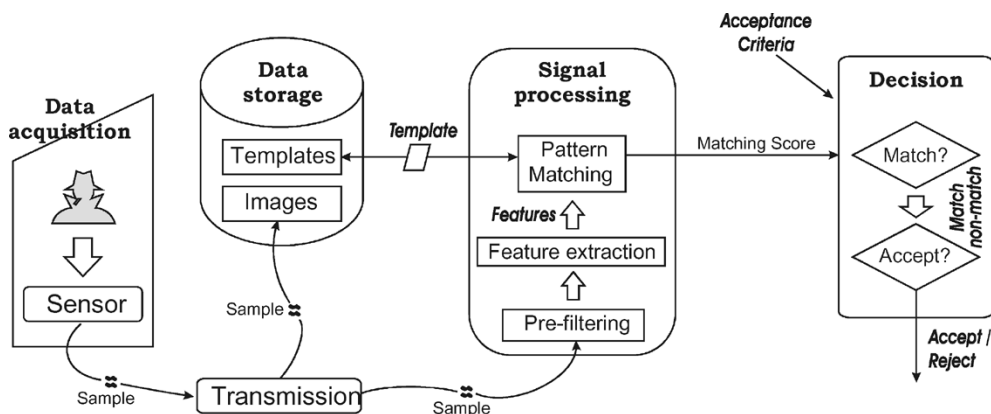 Data
acquisition
Sensor
Sample
Transmission
Data
storage
Templates
Images
Sample
Template
Sample
Signal
processing
Pattern
Matching
Features
Feature extraction
Pre-filtering
Matching Score
Acceptance
Criteria
Decision
Match?
Match
non-match
Accept?
Accept /
Reject